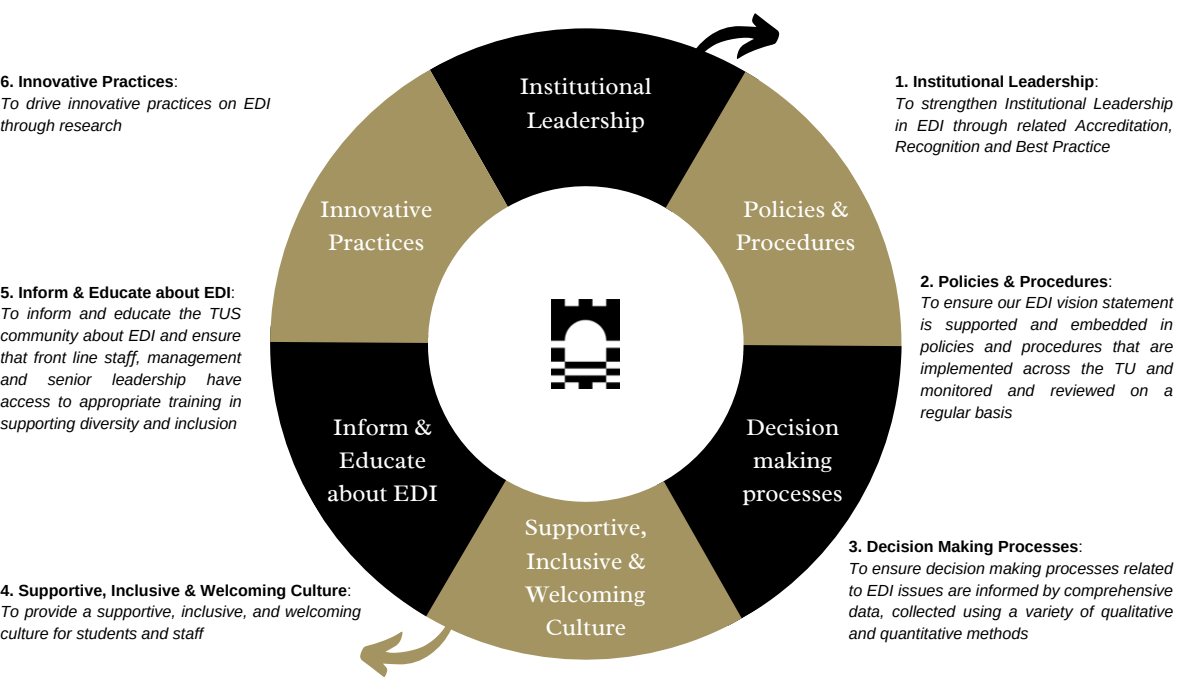 Institutional
Leadership
Policies &
Procedures
Decision
making
processes
Supportive,
Inclusive &
Welcoming
Culture
Inform &
Educate
about EDI
Innovative
Practices
1. Institutional Leadership:
To strengthen Institutional Leadership
in EDI through related Accreditation,
Recognition and Best Practice
2. Policies & Procedures:
To ensure our EDI vision statement
is supported and embedded in
policies and procedures that are
implemented across the TU and
monitored and reviewed on a
regular basis
3. Decision Making Processes:
To ensure decision making processes related
to EDI issues are informed by comprehensive
data, collected using a variety of qualitative
and quantitative methods
4. Supportive, Inclusive & Welcoming Culture:
To provide a supportive, inclusive, and welcoming
culture for students and staff
5. Inform & Educate about EDI:
To inform and educate the TUS
community about EDI and ensure
that front line staff, management
and senior leadership have
access to appropriate training in
supporting diversity and inclusion
6. Innovative Practices:
To drive innovative practices on EDI
through research